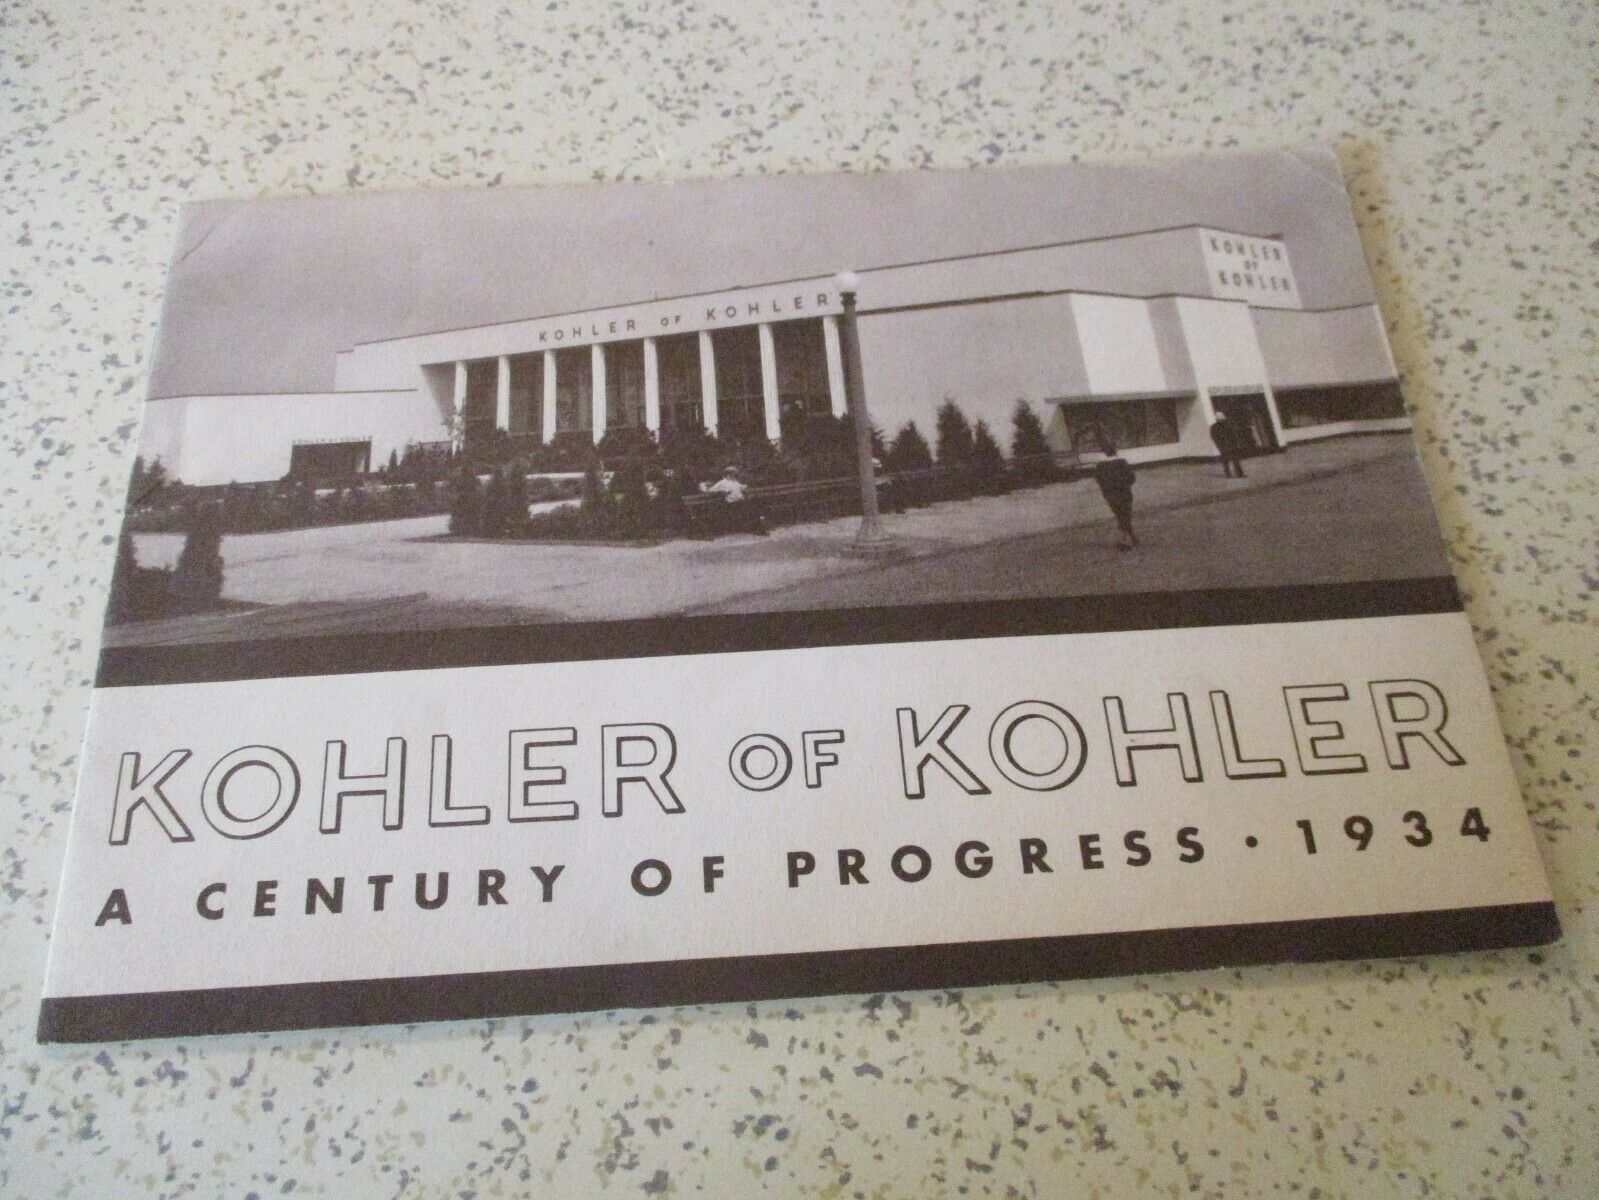 KOHLER OF KOHLER
KOHLER
OF
KOHLER
KOHLER OF KOHLER
A CENTURY OF PROGRESS · 1934